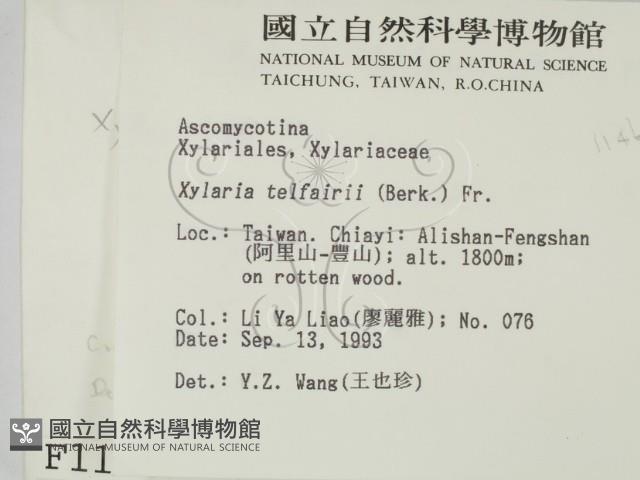 國立自然科學博物館
NATIONAL MUSEUM OF NATURAL SCIENCE
TAICHUNG, TAIWAN, R.O.CHINA
1146
Ascomycotina
Xylariales, Xylariaceae
Xylaria telfairii (Berk.) Fr.
Loc.: Taiwan. Chiayi: Alishan-Fengshan
(阿里山-豐山); alt. 1800m;
on rotten wood.
Col.: Li Ya Liao(廖麗雅); No. 076
Date: Sep. 13, 1993
Det.: Y.Z. Wang(王也珍)
國立自然科學博物館
NATIONAL MUSEUM OF NATURAL SCIENCE
F11